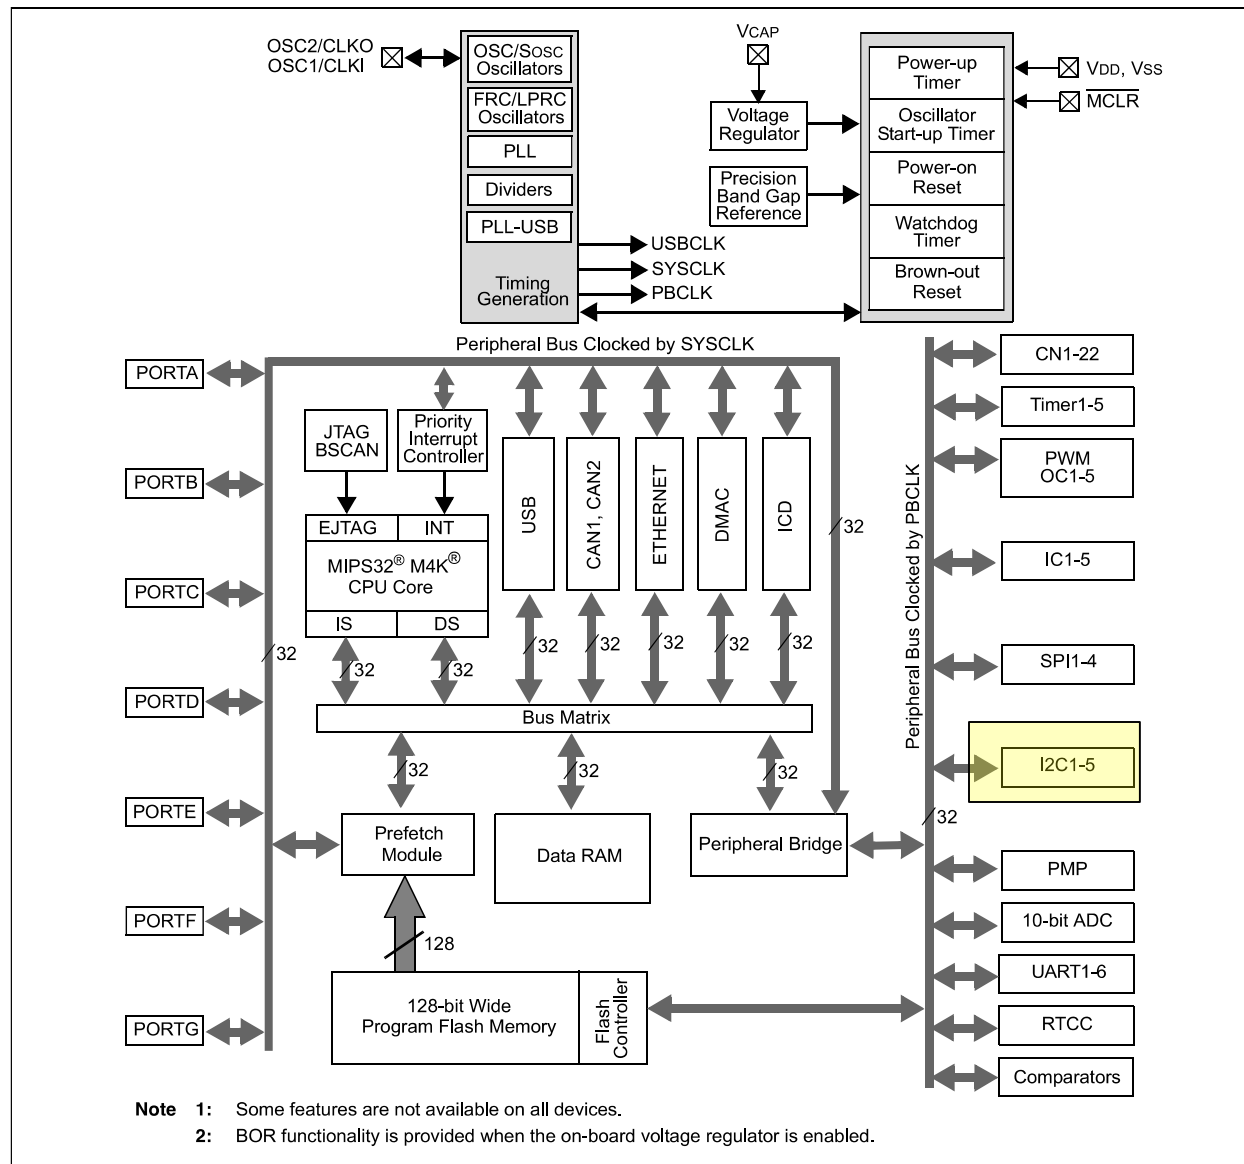 OSC2/CLKO
OSC1/CLKI
OSC/SOSC
Oscillators
FRC/LPRC
Oscillators
PLL
Dividers
PLL-USB
Timing
Generation
USBCLK
SYSCLK
PBCLK
VCAP
Voltage
Regulator
Precision
Band Gap
Reference
Power-up
Timer
Oscillator
Start-up Timer
Power-on
Reset
Watchdog
Timer
Brown-out
Reset
VDD, VSS
MCLR
Peripheral Bus Clocked by SYSCLK
PORTA
PORTB
PORTC
PORTD
PORTE
PORTF
PORTG
32
JTAG
BSCAN
Priority
Interrupt
Controller
EJTAG
INT
MIPS32® M4K®
CPU Core
IS
DS
32
32
USB
CAN1, CAN2
ETHERNET
DMAC
ICD
32
32
32
32
32
32
Bus Matrix
32
32
32
Prefetch
Module
Data RAM
Peripheral Bridge
128
128-bit Wide
Program Flash Memory
Flash
Controller
Peripheral Bus Clocked by PBCLK
32
CN1-22
Timer1-5
PWM
OC1-5
IC1-5
SPI1-4
I2C1-5
PMP
10-bit ADC
UART1-6
RTCC
Comparators
Note 1: Some features are not available on all devices.
2: BOR functionality is provided when the on-board voltage regulator is enabled.